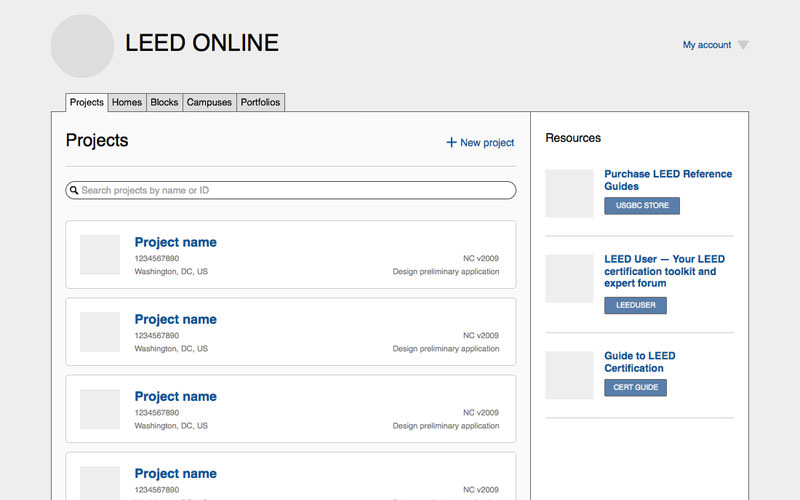 LEED ONLINE
My account
Projects Homes Blocks Campuses Portfolios
Projects
New project
Search projects by name or ID
Project name
1234567890
NC v2009
Washington, DC, US
Design preliminary application
Project name
1234567890
NC v2009
Washington, DC, US
Design preliminary application
Project name
1234567890
NC v2009
Washington, DC, US
Design preliminary application
Project name
1234567890
NC v2009
Resources
Purchase LEED Reference
Guides
USGBC STORE
LEED User — Your LEED
certification toolkit and
expert forum
LEEDUSER
Guide to LEED
Certification
CERT GUIDE